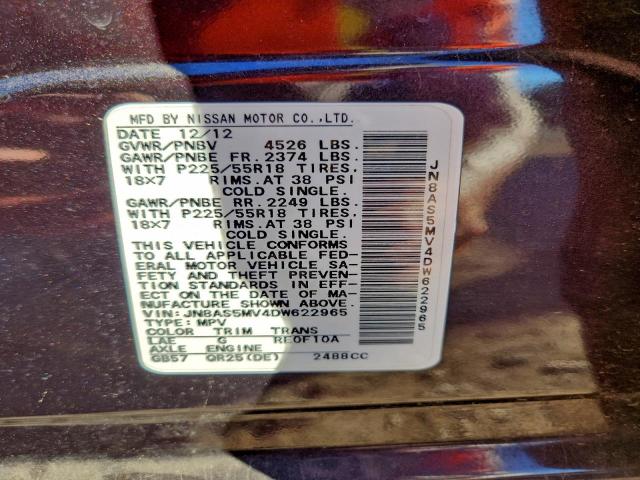 MFD BY NISSAN MOTOR CO.,LTD.
DATE 12/12
GVWR/PNBV 4526 LBS.
GAWR/PNBE FR. 2374 LBS.
WITH P225/55R18 TIRES,
18×7 RIMS.AT 38 PSI
COLD SINGLE.
GAWR/PNBE RR. 2249 LBS.
WITH P225/55R18 TIRES,
18×7 RIMS.AT 38 PSI
COLD SINGLE.
THIS VEHICLE CONFORMS
TO ALL APPLICABLE FED-
ERAL MOTOR VEHICLE SA-
FETY AND THEFT PREVEN-
TION STANDARDS IN EFF-
ECT ON THE DATE OF MA-
NUFACTURE SHOWN ABOVE.
VIN: JN8AS5MV4DW622965
TYPE: MPV
COLOR TRIM TRANS
LAE G RE0F10A
AXLE ENGINE
GB57 QR25(DE) 2488CC
JN8AS5MV4DW622965